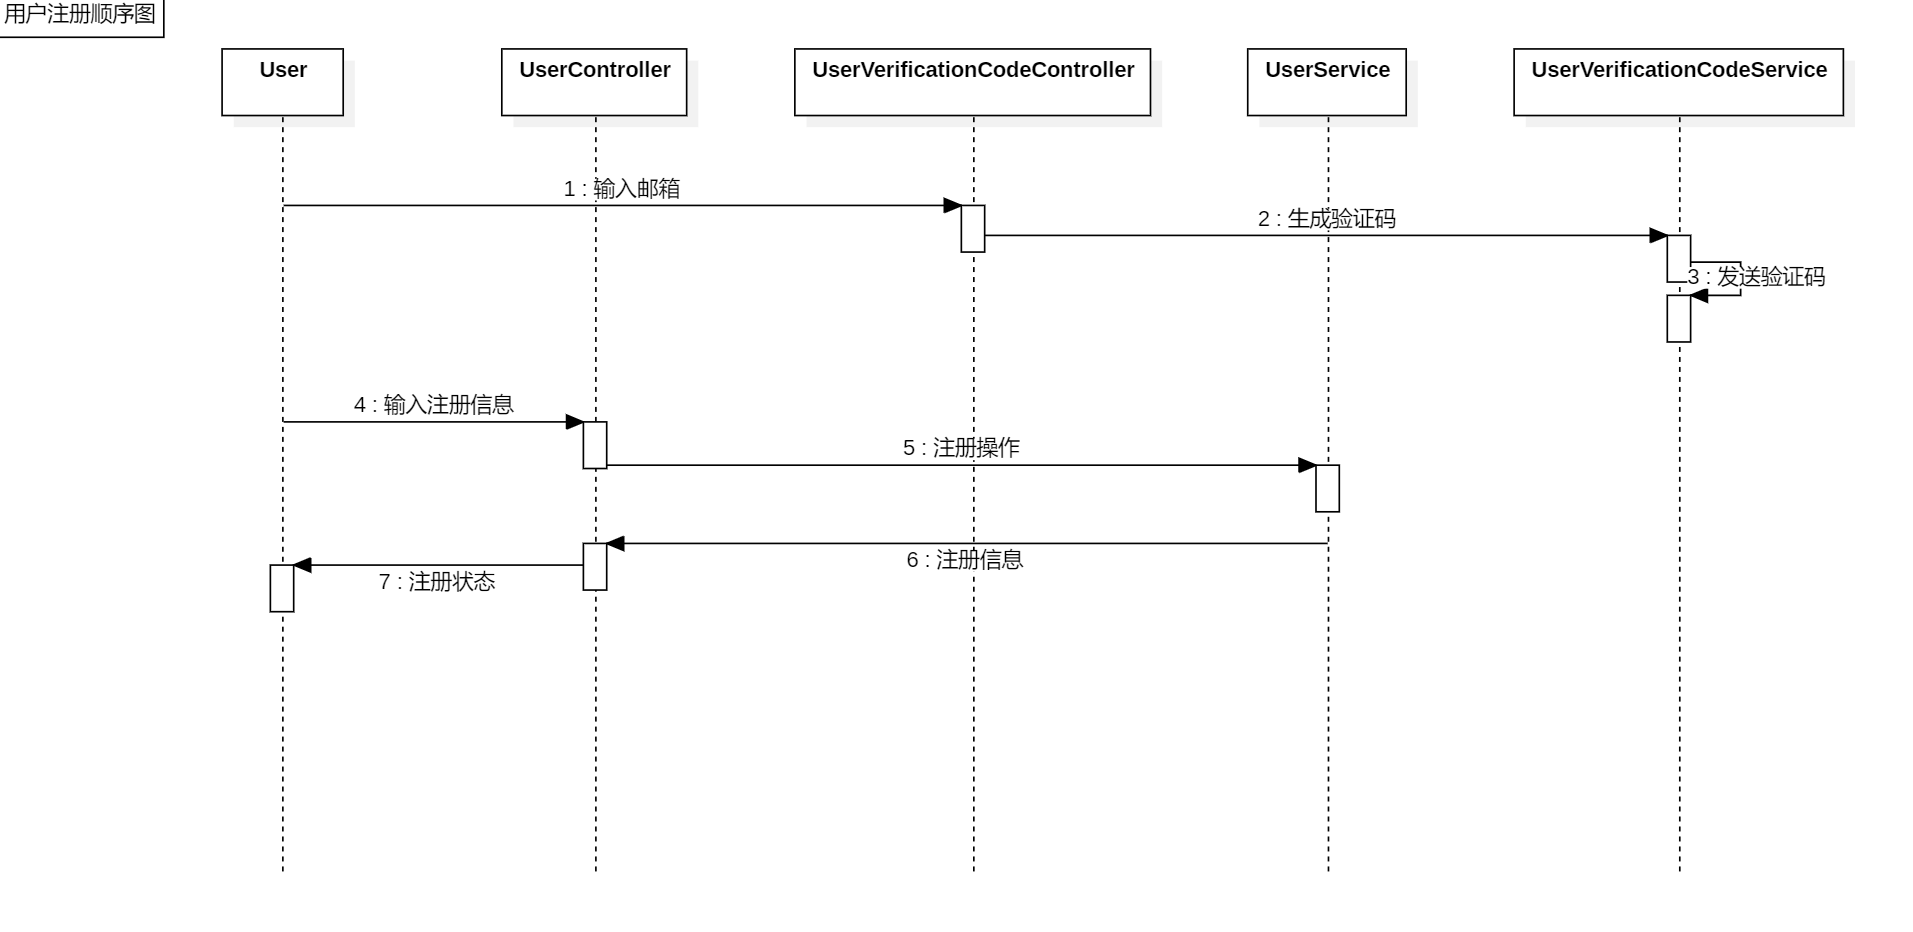 用户注册顺序图
User
UserController
UserVerificationCodeController
UserService
UserVerificationCodeService
1 : 输入邮箱
2 : 生成验证码
3 : 发送验证码
4 : 输入注册信息
5 : 注册操作
6 : 注册信息
7 : 注册状态